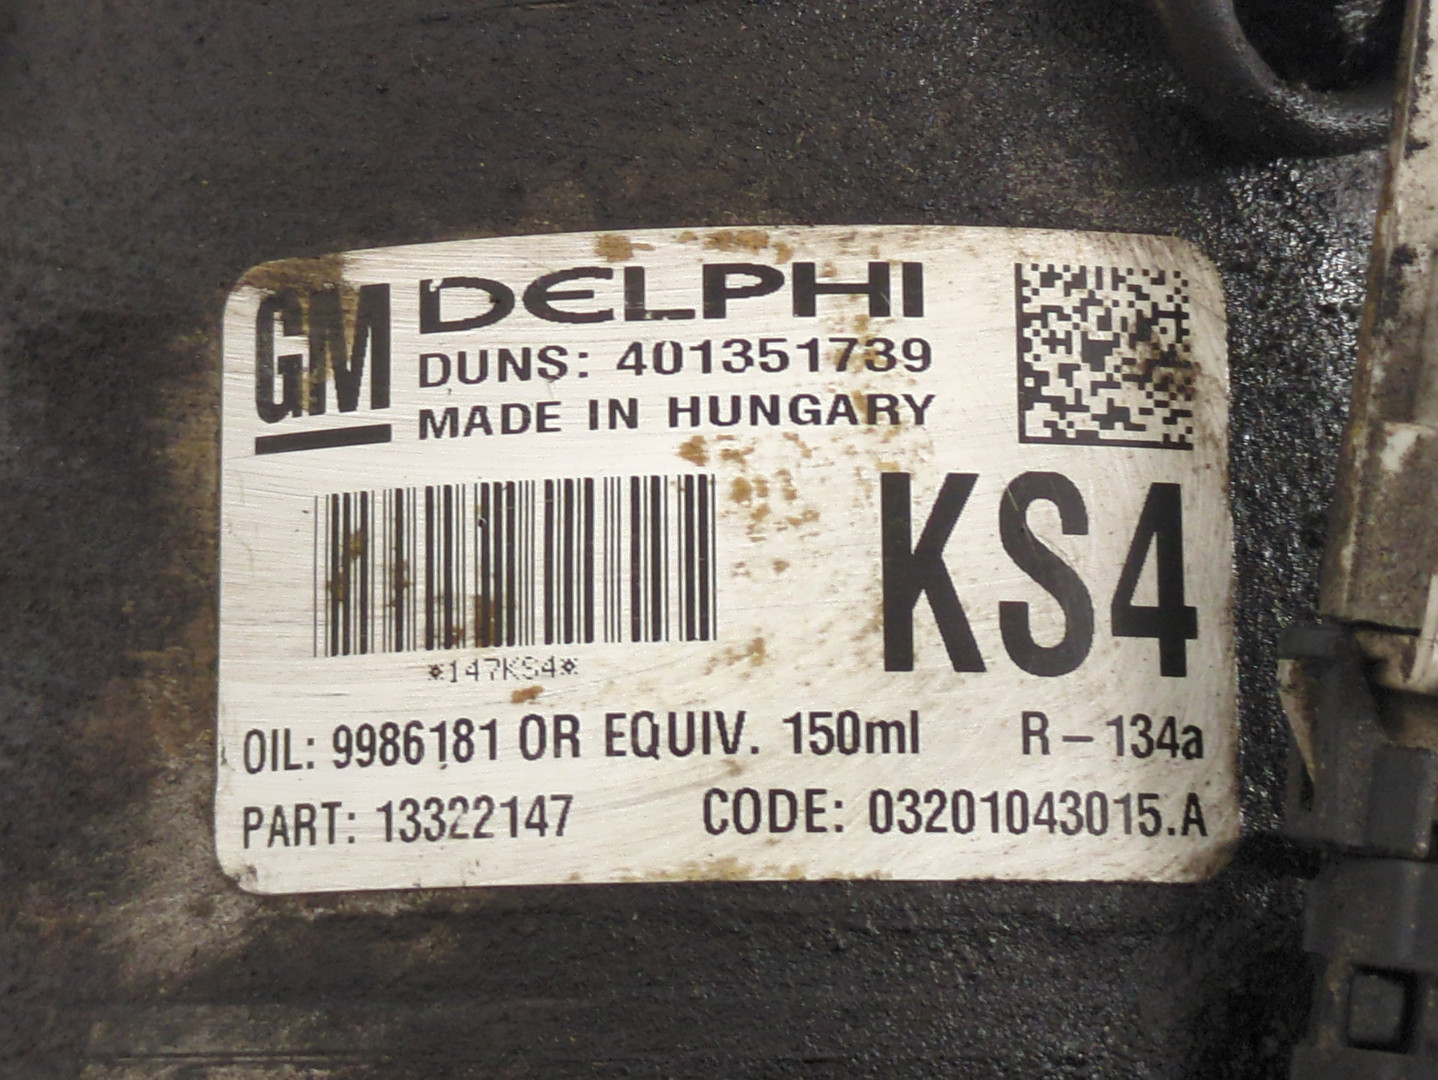 GM DELPHI
DUNS: 401351739
MADE IN HUNGARY
KS4
*147KS4*
OIL: 9986181 OR EQUIV. 150ml R-134a
PART: 13322147 CODE: 03201043015.A